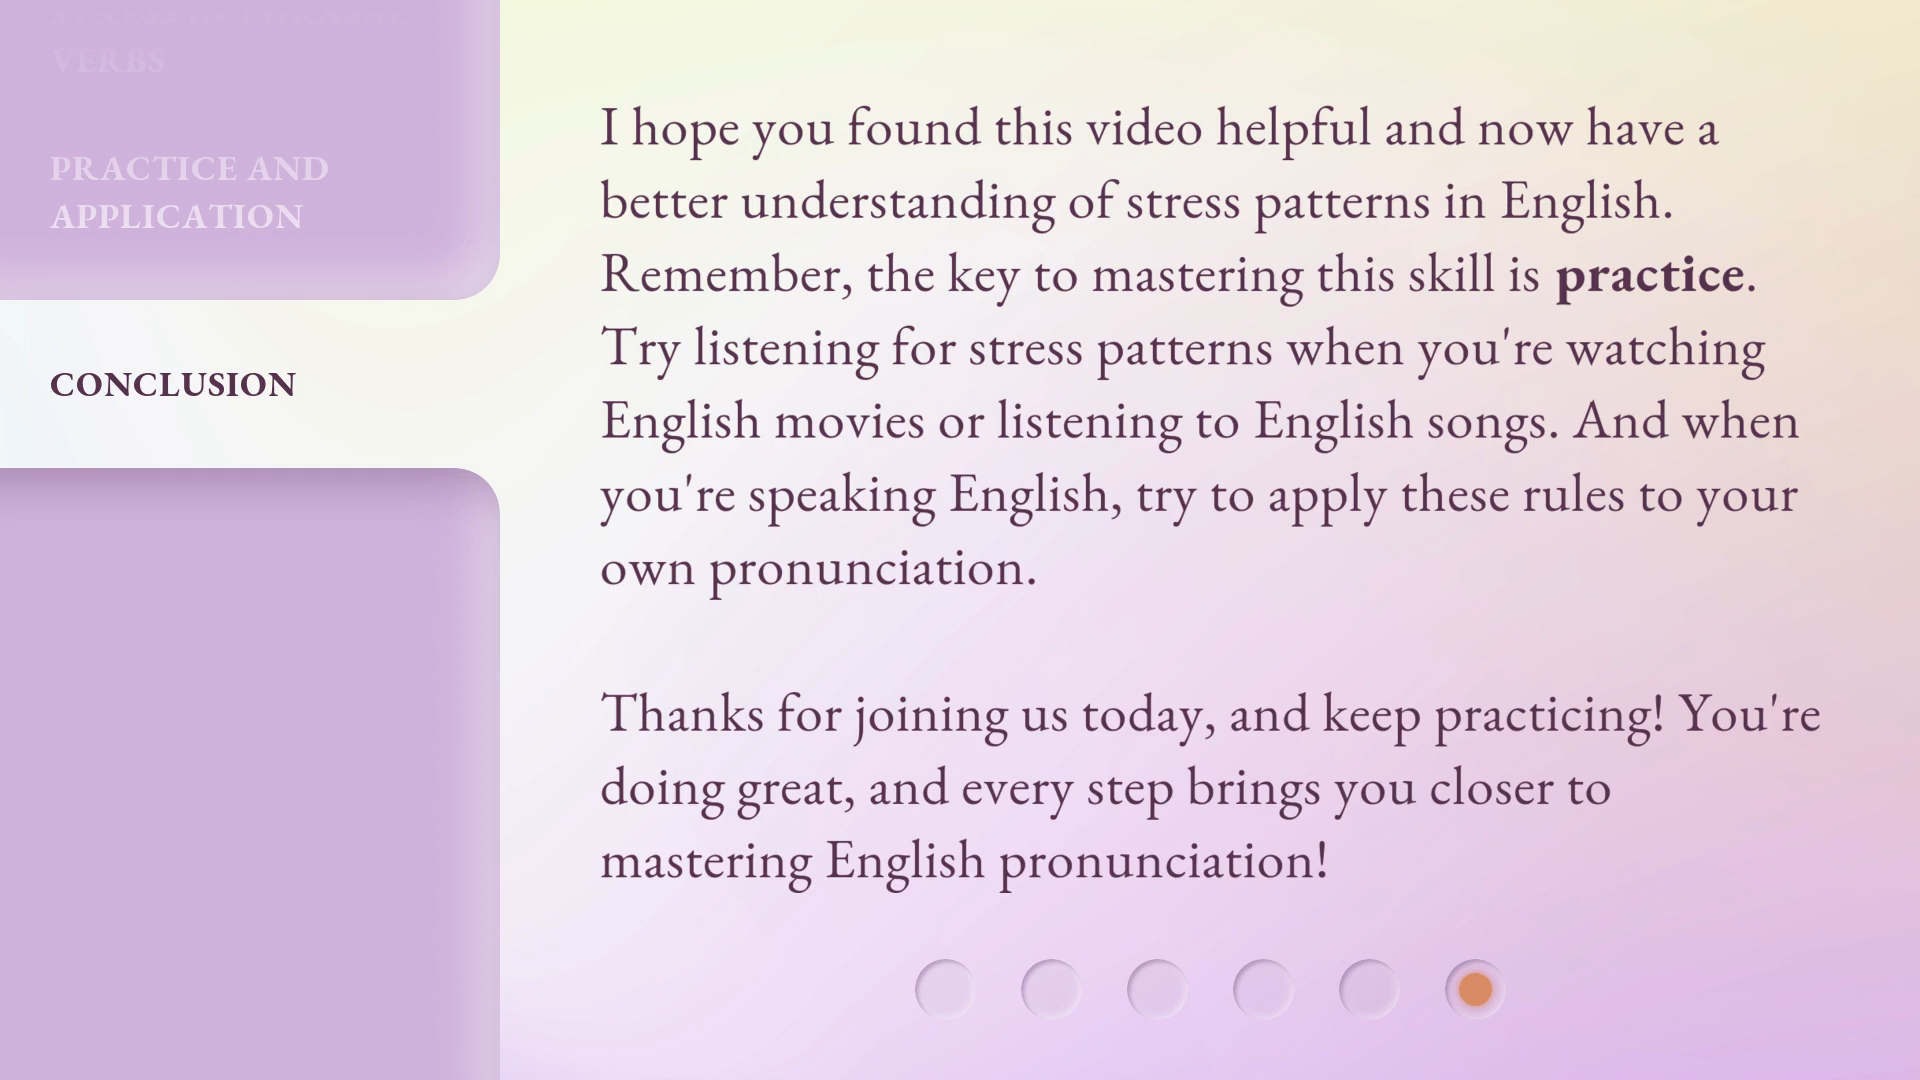 VERBS
PRACTICE AND
APPLICATION
CONCLUSION
I hope you found this video helpful and now have a
better understanding of stress patterns in English.
Remember, the key to mastering this skill is practice.
Try listening for stress patterns when you're watching
English movies or listening to English songs. And when
you're speaking English, try to apply these rules to your
own pronunciation.
Thanks for joining us today, and keep practicing! You're
doing great, and every step brings you closer to
mastering English pronunciation!